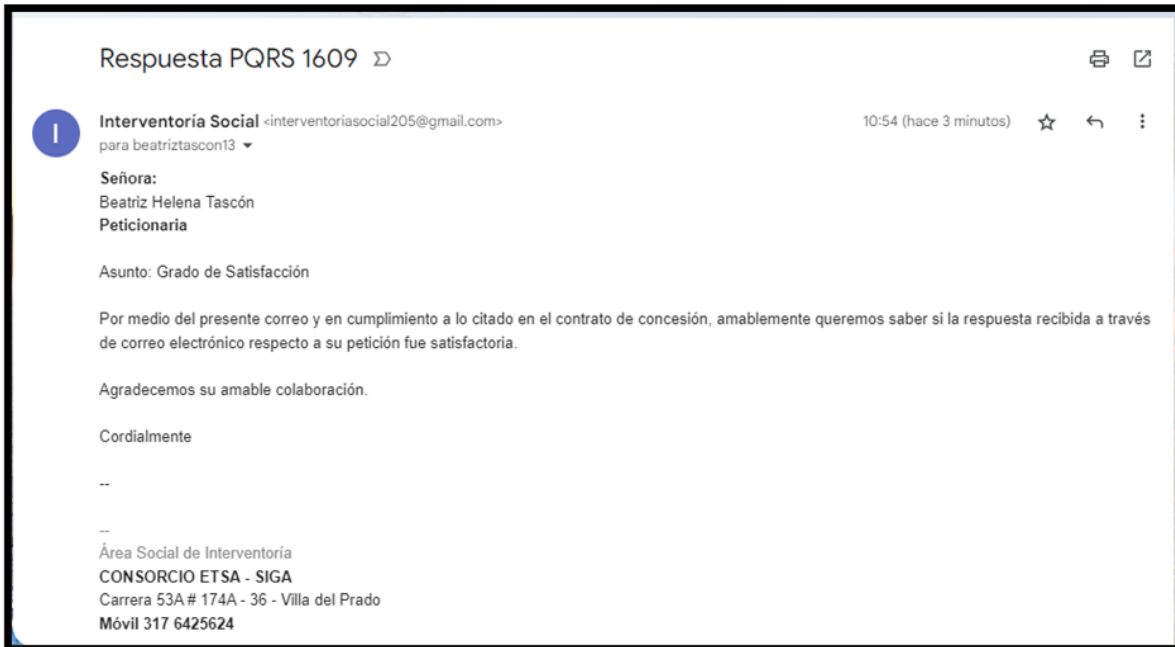 Respuesta PQRS 1609
Interventoría Social <interventoriasocial205@gmail.com>
10:54 (hace 3 minutos)
para beatriztascon13
Señora:
Beatriz Helena Tascón
Peticionaria
Asunto: Grado de Satisfacción
Por medio del presente correo y en cumplimiento a lo citado en el contrato de concesión, amablemente queremos saber si la respuesta recibida a través
de correo electrónico respecto a su petición fue satisfactoria.
Agradecemos su amable colaboración.
Cordialmente
--
--
Área Social de Interventoría
CONSORCIO ETSA - SIGA
Carrera 53A # 174A - 36 - Villa del Prado
Móvil 317 6425624